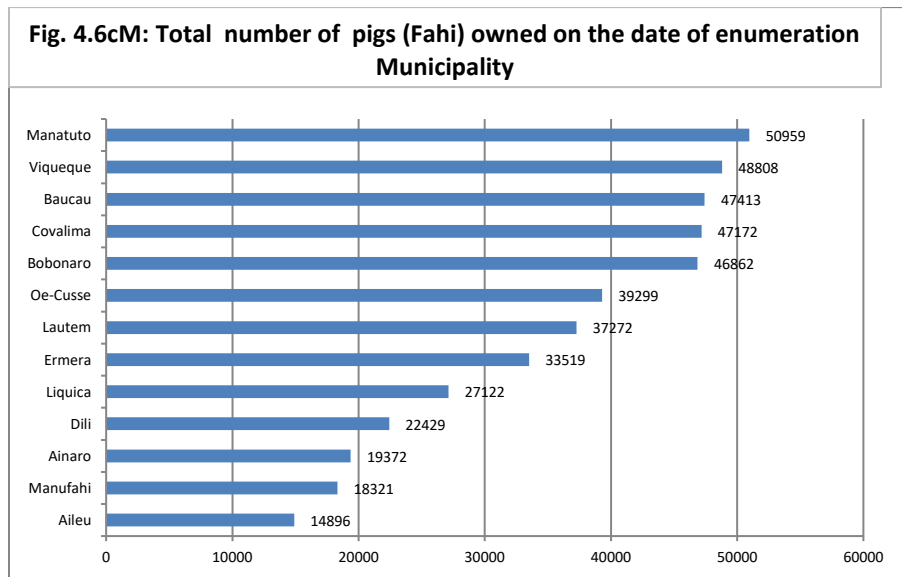 Fig. 4.6cM: Total  number of  pigs (Fahi) owned on the date of enumeration
Municipality
Manatuto 50959
Viqueque 48808
Baucau 47413
Covalima 47172
Bobonaro 46862
Oe-Cusse 39299
Lautem 37272
Ermera 33519
Liquica 27122
Dili 22429
Ainaro 19372
Manufahi 18321
Aileu 14896
0 10000 20000 30000 40000 50000 60000